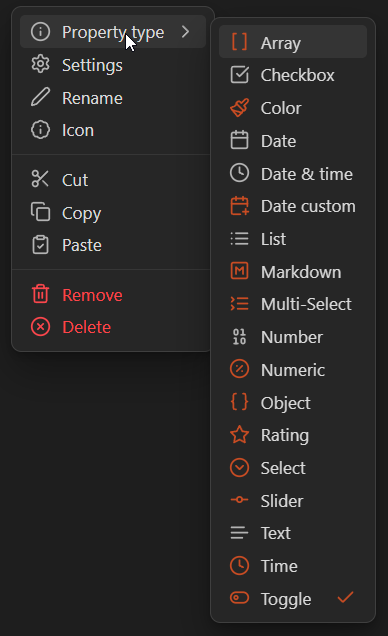 Property type
Settings
Rename
Icon
Cut
Copy
Paste
Remove
Delete
Array
Checkbox
Color
Date
Date & time
Date custom
List
Markdown
Multi-Select
Number
Numeric
Object
Rating
Select
Slider
Text
Time
Toggle